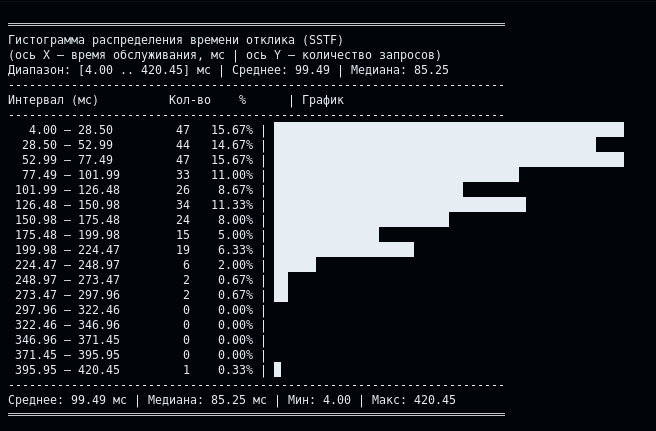 Гистограмма распределения времени отклика (SSTF)
(ось X — время обслуживания, мс | ось Y — количество запросов)
Диапазон: [4.00 .. 420.45] мс | Среднее: 99.49 | Медиана: 85.25
Интервал (мс) Кол-во % | График
4.00 – 28.50 47 15.67% |
28.50 – 52.99 44 14.67% |
52.99 – 77.49 47 15.67% |
77.49 – 101.99 33 11.00% |
101.99 – 126.48 26 8.67% |
126.48 – 150.98 34 11.33% |
150.98 – 175.48 24 8.00% |
175.48 – 199.98 15 5.00% |
199.98 – 224.47 19 6.33% |
224.47 – 248.97 6 2.00% |
248.97 – 273.47 2 0.67% |
273.47 – 297.96 2 0.67% |
297.96 – 322.46 0 0.00% |
322.46 – 346.96 0 0.00% |
346.96 – 371.45 0 0.00% |
371.45 – 395.95 0 0.00% |
395.95 – 420.45 1 0.33% |
Среднее: 99.49 мс | Медиана: 85.25 мс | Мин: 4.00 | Макс: 420.45